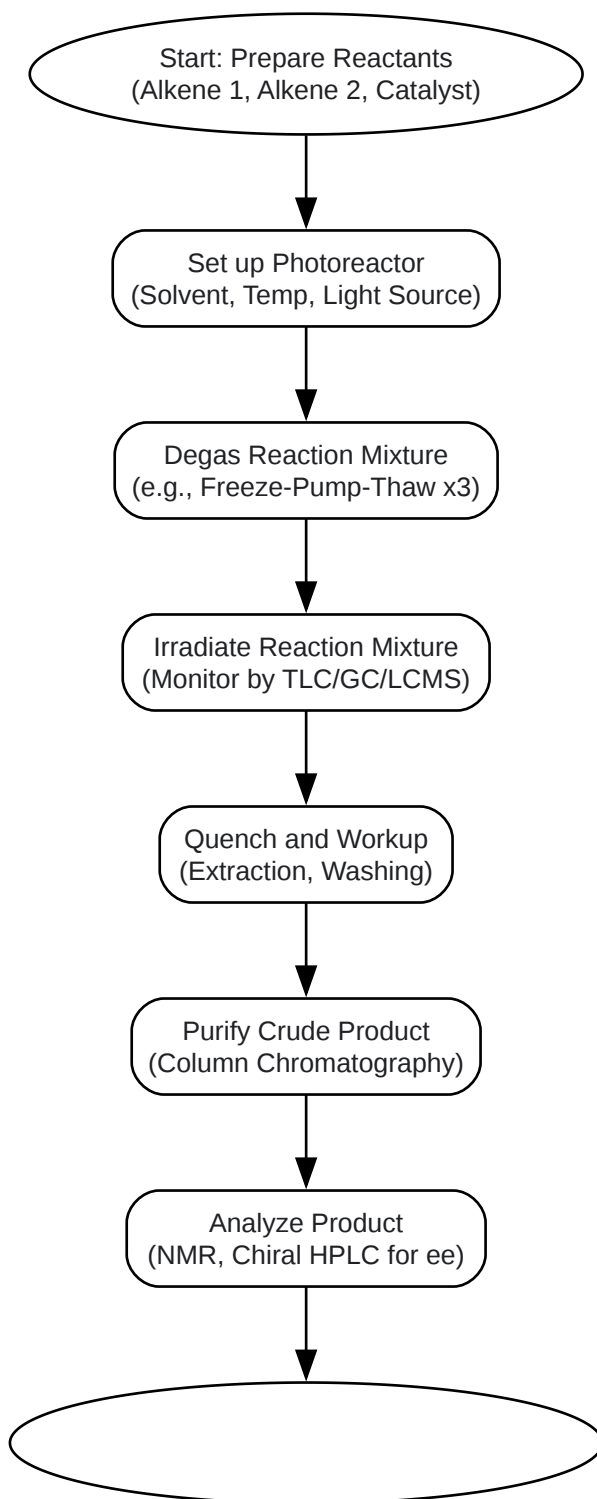 Start: Prepare Reactants
(Alkene 1, Alkene 2, Catalyst)
Set up Photoreactor
(Solvent, Temp, Light Source)
Degas Reaction Mixture
(e.g., Freeze-Pump-Thaw x3)
Irradiate Reaction Mixture
(Monitor by TLC/GC/LCMS)
Quench and Workup
(Extraction, Washing)
Purify Crude Product
(Column Chromatography)
Analyze Product
(NMR, Chiral HPLC for ee)